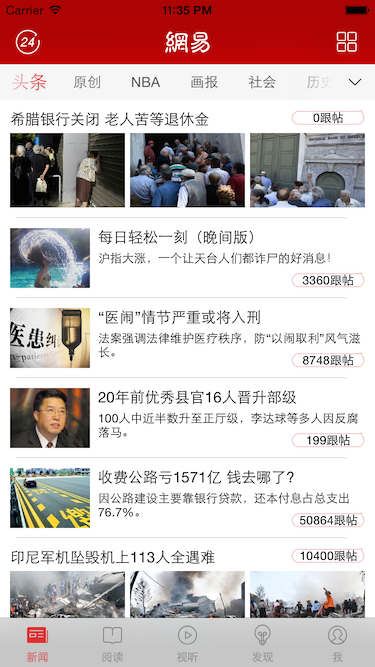 Carrier 11:35 PM
24 網易
头条 原创 NBA 画报 社会 历史
希腊银行关闭 老人苦等退休金 0跟帖
每日轻松一刻（晚间版）
沪指大涨，一个让天台人们都诈尸的好消息！
3360跟帖
医患纠
“医闹”情节严重或将入刑
法案强调法律维护医疗秩序，防“以闹取利”风气滋
长。
8748跟帖
20年前优秀县官16人晋升部级
100人中近半数升至正厅级，李达球等多人因反腐
落马。
199跟帖
收费公路亏1571亿 钱去哪了?
因公路建设主要靠银行贷款，还本付息占总支出
76.7%。
50864跟帖
印尼军机坠毁机上113人全遇难 10400跟帖
新闻 阅读 视听 发现 我